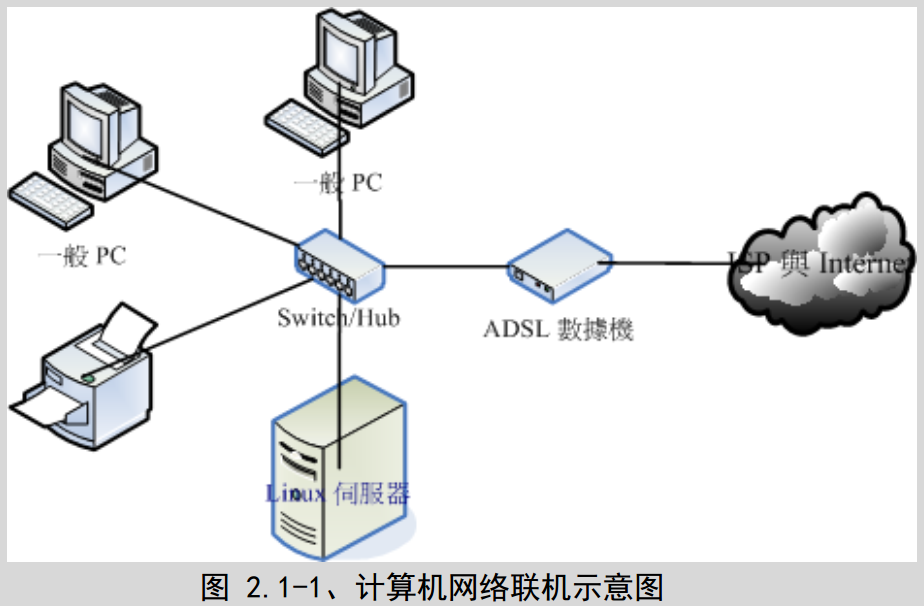 一般 PC
一般 PC
Switch/Hub
ADSL 數據機
ISP 與 Internet
Linux 伺服器
图 2.1-1、计算机网络联机示意图